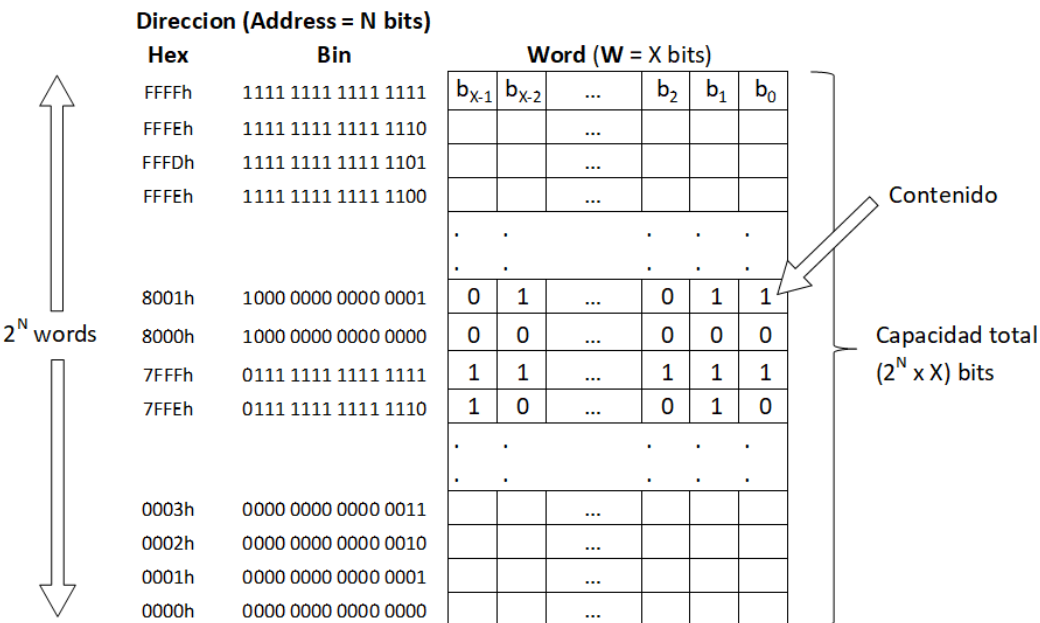 Direccion (Address = N bits)
Hex Bin Word (W = X bits)
FFFFh 1111 1111 1111 1111 bX-1 bX-2 ... b2 b1 b0
FFFEh 1111 1111 1111 1110 ...
FFFDh 1111 1111 1111 1101 ...
FFFEh 1111 1111 1111 1100 ...
Contenido
. . . . .
. . . . .
8001h 1000 0000 0000 0001 0 1 ... 0 1 1
2^N words
8000h 1000 0000 0000 0000 0 0 ... 0 0 0
Capacidad total
(2^N x X) bits
7FFFh 0111 1111 1111 1111 1 1 ... 1 1 1
7FFEh 0111 1111 1111 1110 1 0 ... 0 1 0
. . . . .
. . . . .
0003h 0000 0000 0000 0011 ...
0002h 0000 0000 0000 0010 ...
0001h 0000 0000 0000 0001 ...
0000h 0000 0000 0000 0000 ...